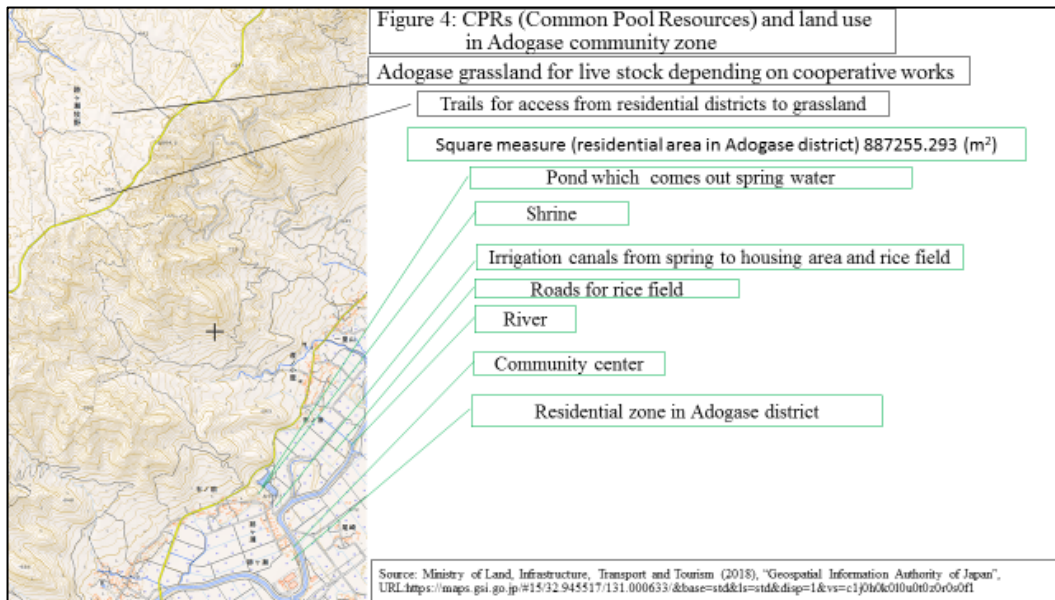 Figure 4: CPRs (Common Pool Resources) and land use
in Adogase community zone
Adogase grassland for live stock depending on cooperative works
Trails for access from residential districts to grassland
Square measure (residential area in Adogase district) 887255.293 (m²)
Pond which comes out spring water
Shrine
Irrigation canals from spring to housing area and rice field
Roads for rice field
River
Community center
Residential zone in Adogase district
一里山
尾崎
Source: Ministry of Land, Infrastructure, Transport and Tourism (2018), "Geospatial Information Authority of Japan",
URL:https://maps.gsi.go.jp/#15/32.945517/131.000633/&base=std&ls=std&disp=1&vs=c1j0h0k0l0u0t0z0r0s0f1